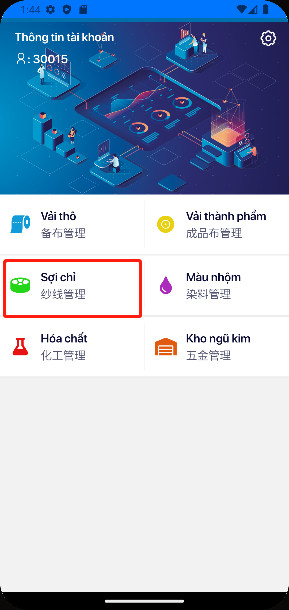 1:44
Thông tin tài khoản
: 30015
Vải thô
备布管理
Vải thành phẩm
成品布管理
Sợi chỉ
纱线管理
Màu nhộm
染料管理
Hóa chất
化工管理
Kho ngũ kim
五金管理